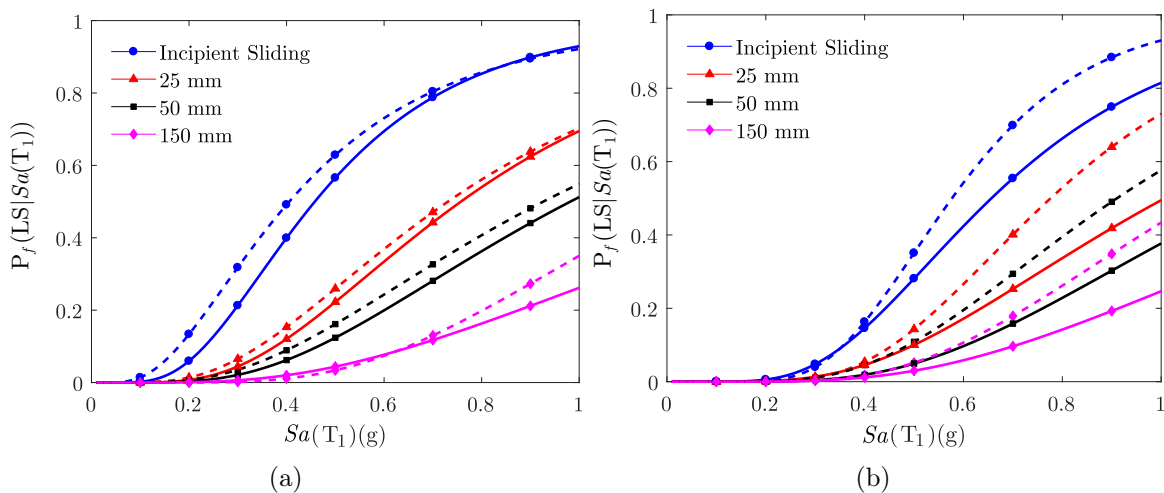 1
0.8
0.6
0.4
0.2
0
0 0.2 0.4 0.6 0.8 1
P_f(LS|Sa(T_1))
Sa(T_1)(g)
Incipient Sliding
25 mm
50 mm
150 mm
(a)
1
0.8
0.6
0.4
0.2
0
0 0.2 0.4 0.6 0.8 1
P_f(LS|Sa(T_1))
Sa(T_1)(g)
Incipient Sliding
25 mm
50 mm
150 mm
(b)